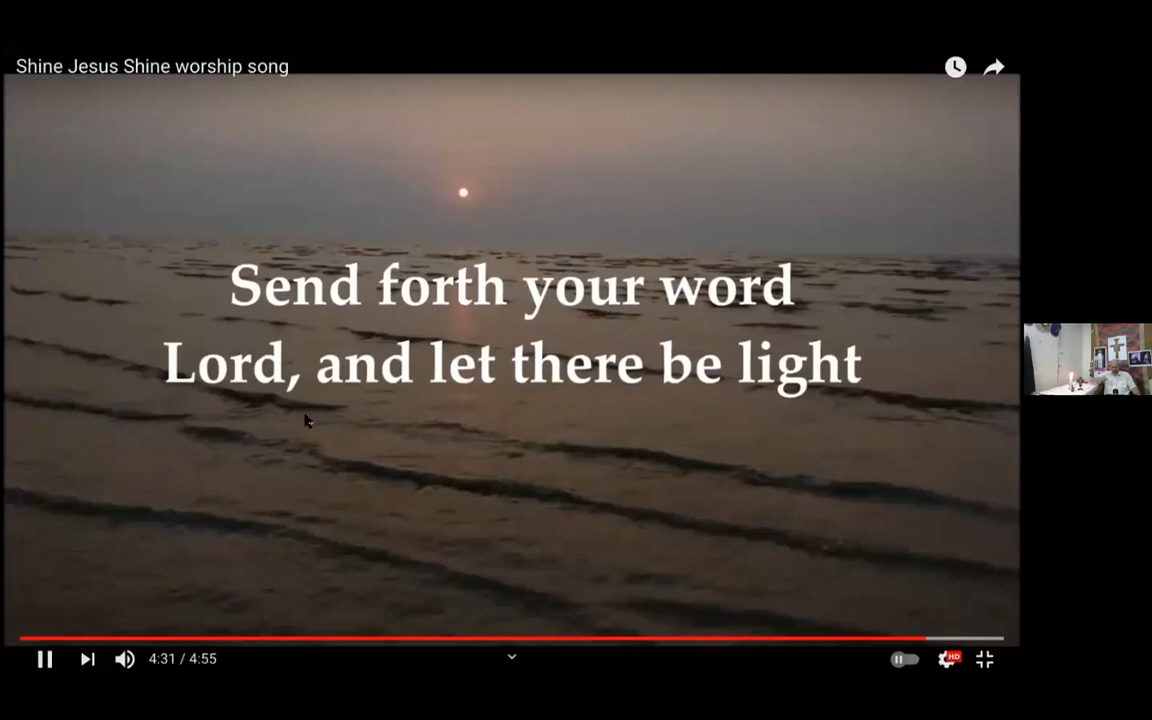 Shine Jesus Shine worship song
Send forth your word
Lord, and let there be light
4:31 / 4:55
HD